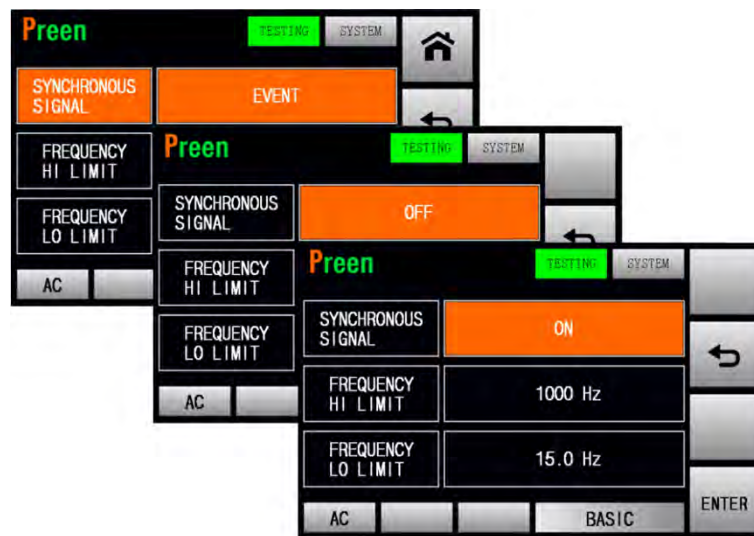 Preen
TESTING
SYSTEM
SYNCHRONOUS
SIGNAL
EVENT
FREQUENCY
HI LIMIT
FREQUENCY
LO LIMIT
AC
Preen
TESTING
SYSTEM
SYNCHRONOUS
SIGNAL
OFF
FREQUENCY
HI LIMIT
FREQUENCY
LO LIMIT
AC
Preen
TESTING
SYSTEM
SYNCHRONOUS
SIGNAL
ON
FREQUENCY
HI LIMIT
1000 Hz
FREQUENCY
LO LIMIT
15.0 Hz
AC
BASIC
ENTER